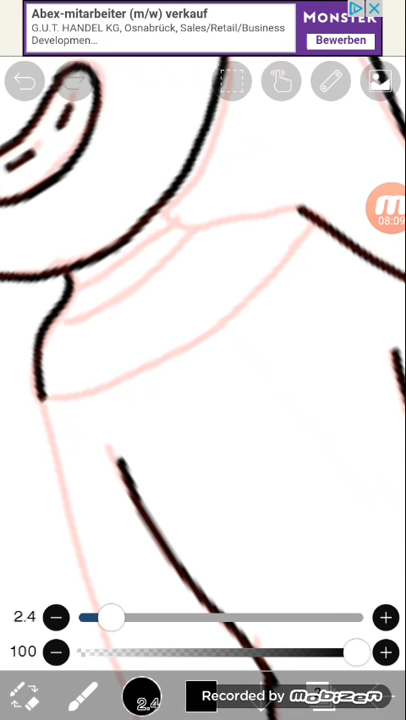 Abex-mitarbeiter (m/w) verkauf
G.U.T. HANDEL KG, Osnabrück, Sales/Retail/Business
Developmen...
MONSTER
Bewerben
08:09
2.4
100
2.4
Recorded by mobizen